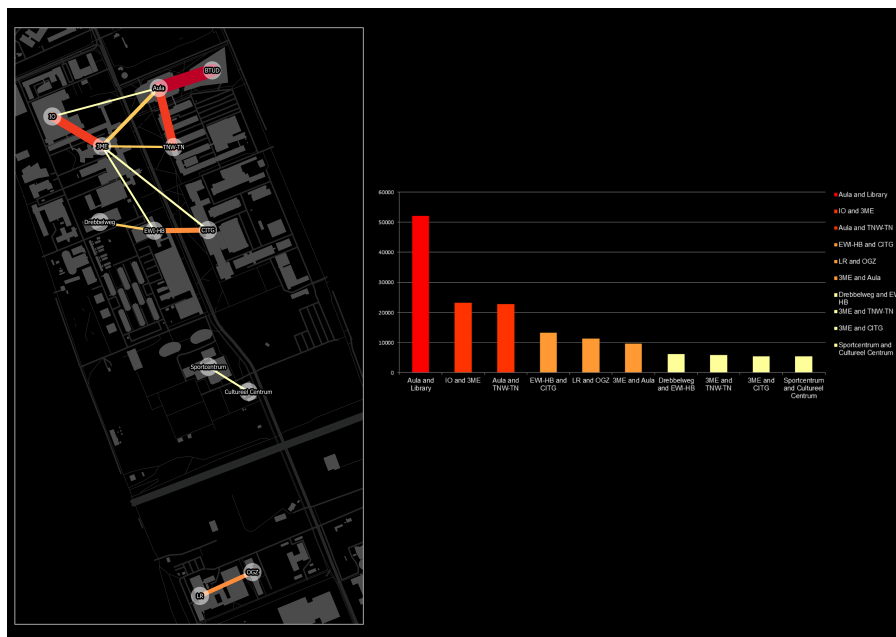 BTUD
Aula
IO
3ME
TNW-TN
Drebbelweg
EWI-HB
CITG
Sportcentrum
Cultureel Centrum
OGZ
LR
60000
50000
40000
30000
20000
10000
0
Aula and
Library
IO and 3ME
Aula and
TNW-TN
EWI-HB and
CITG
LR and OGZ
3ME and Aula
Drebbelweg
and EWI-HB
3ME and
TNW-TN
3ME and
CITG
Sportcentrum
and Cultureel
Centrum
Aula and Library
IO and 3ME
Aula and TNW-TN
EWI-HB and CITG
LR and OGZ
3ME and Aula
Drebbelweg and EW
HB
3ME and TNW-TN
3ME and CITG
Sportcentrum and
Cultureel Centrum